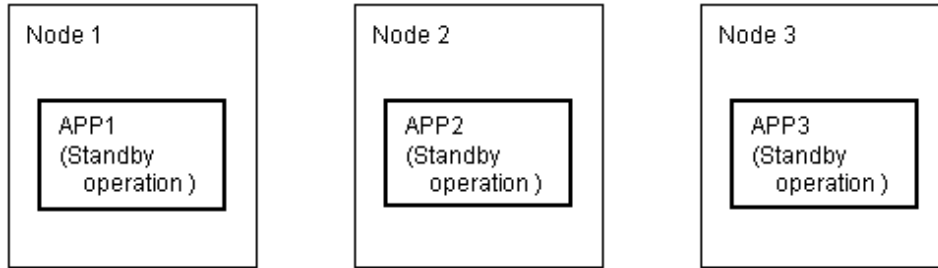 Node 1
APP1
(Standby
operation )
Node 2
APP2
(Standby
operation )
Node 3
APP3
(Standby
operation )